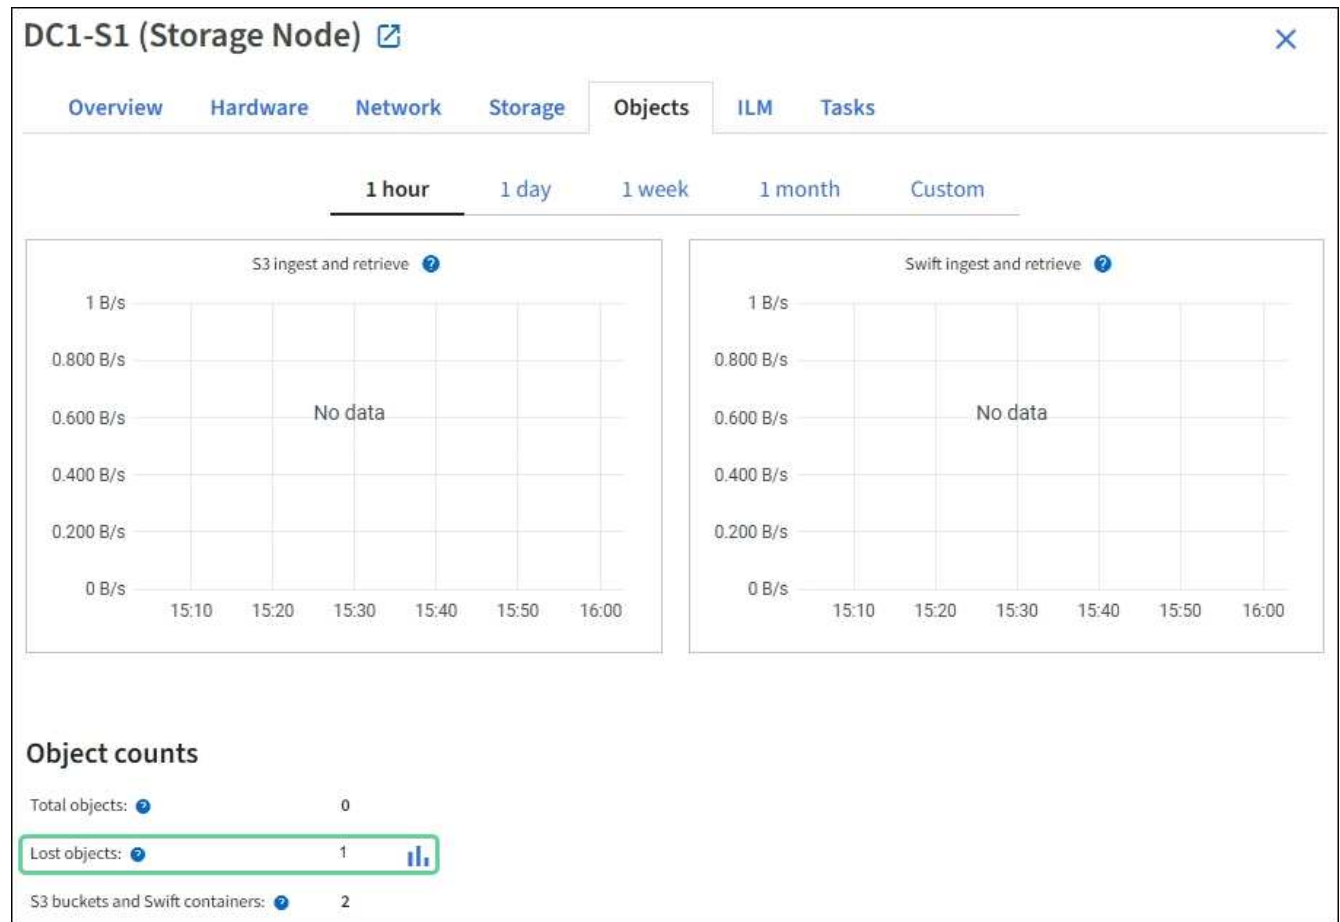 DC1-S1 (Storage Node)
Overview Hardware Network Storage Objects ILM Tasks
1 hour 1 day 1 week 1 month Custom
S3 ingest and retrieve ?
1 B/s
0.800 B/s
0.600 B/s
0.400 B/s
0.200 B/s
0 B/s
No data
15:10 15:20 15:30 15:40 15:50 16:00
Swift ingest and retrieve ?
1 B/s
0.800 B/s
0.600 B/s
0.400 B/s
0.200 B/s
0 B/s
No data
15:10 15:20 15:30 15:40 15:50 16:00
Object counts
Total objects: ? 0
Lost objects: ? 1
S3 buckets and Swift containers: ? 2